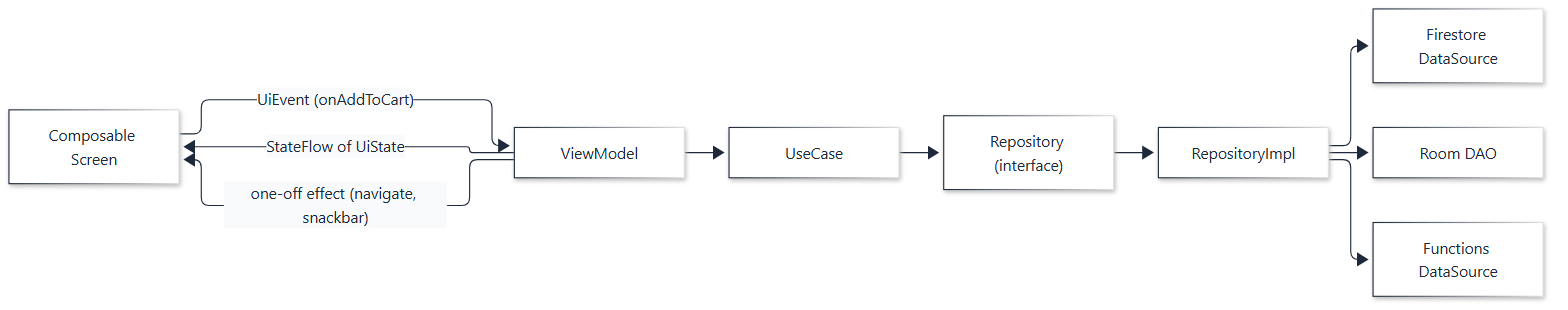 Composable
Screen
UiEvent (onAddToCart)
StateFlow of UiState
one-off effect (navigate,
snackbar)
ViewModel
UseCase
Repository
(interface)
RepositoryImpl
Firestore
DataSource
Room DAO
Functions
DataSource